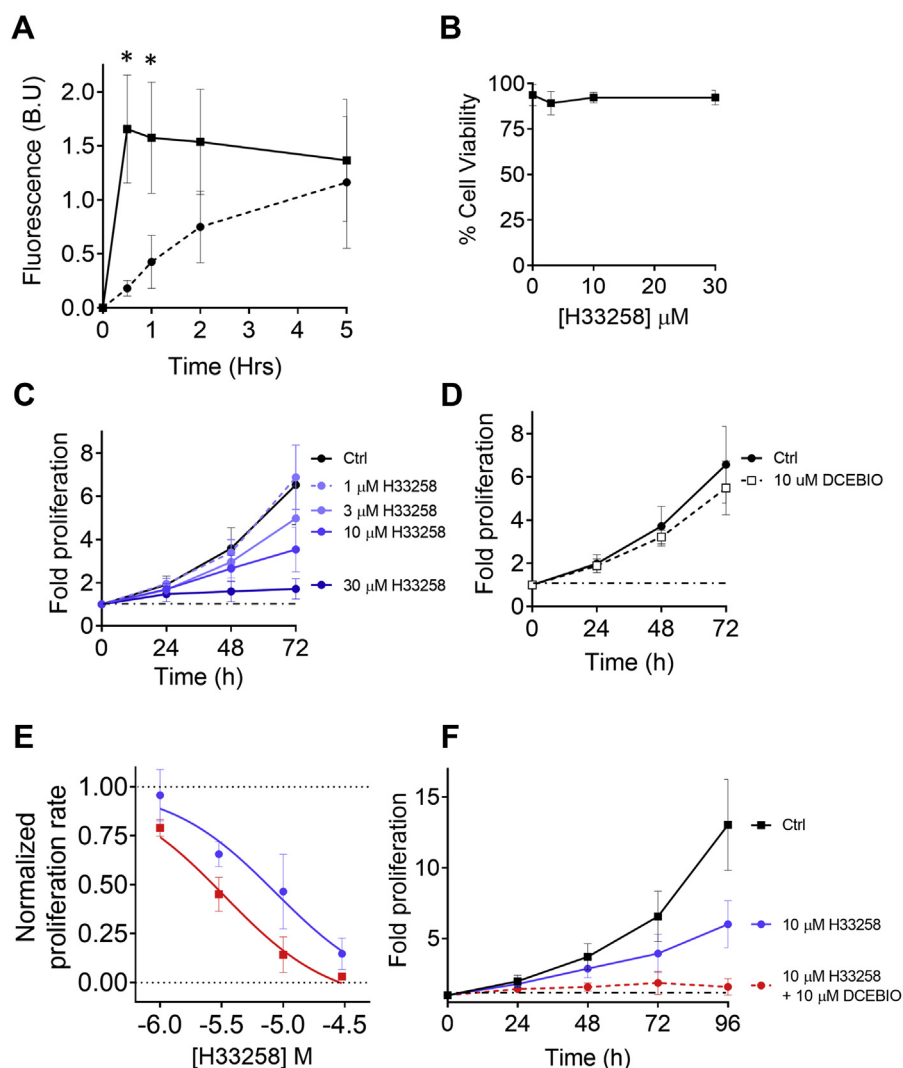 A
* *
Fluorescence (B.U)
2.0
1.5
1.0
0.5
0.0
0 1 2 3 4 5
Time (Hrs)
B
% Cell Viability
100
75
50
25
0
0 10 20 30
[H33258] μM
C
Fold proliferation
8
6
4
2
0
0 24 48 72
Time (h)
Ctrl
1 μM H33258
3 μM H33258
10 μM H33258
30 μM H33258
D
Fold proliferation
8
6
4
2
0
0 24 48 72
Time (h)
Ctrl
10 uM DCEBIO
E
Normalized
proliferation rate
1.00
0.75
0.50
0.25
0.00
-6.0 -5.5 -5.0 -4.5
[H33258] M
F
Fold proliferation
15
10
5
0 24 48 72 96
Time (h)
Ctrl
10 μM H33258
10 μM H33258
+ 10 μM DCEBIO